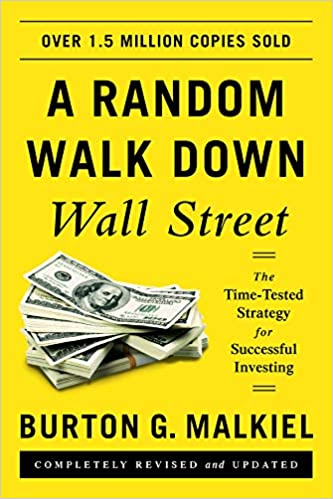 OVER 1.5 MILLION COPIES SOLD
A RANDOM
WALK DOWN
Wall Street
The
Time-Tested
Strategy
for
Successful
Investing
BURTON G. MALKIEL
COMPLETELY REVISED and UPDATED